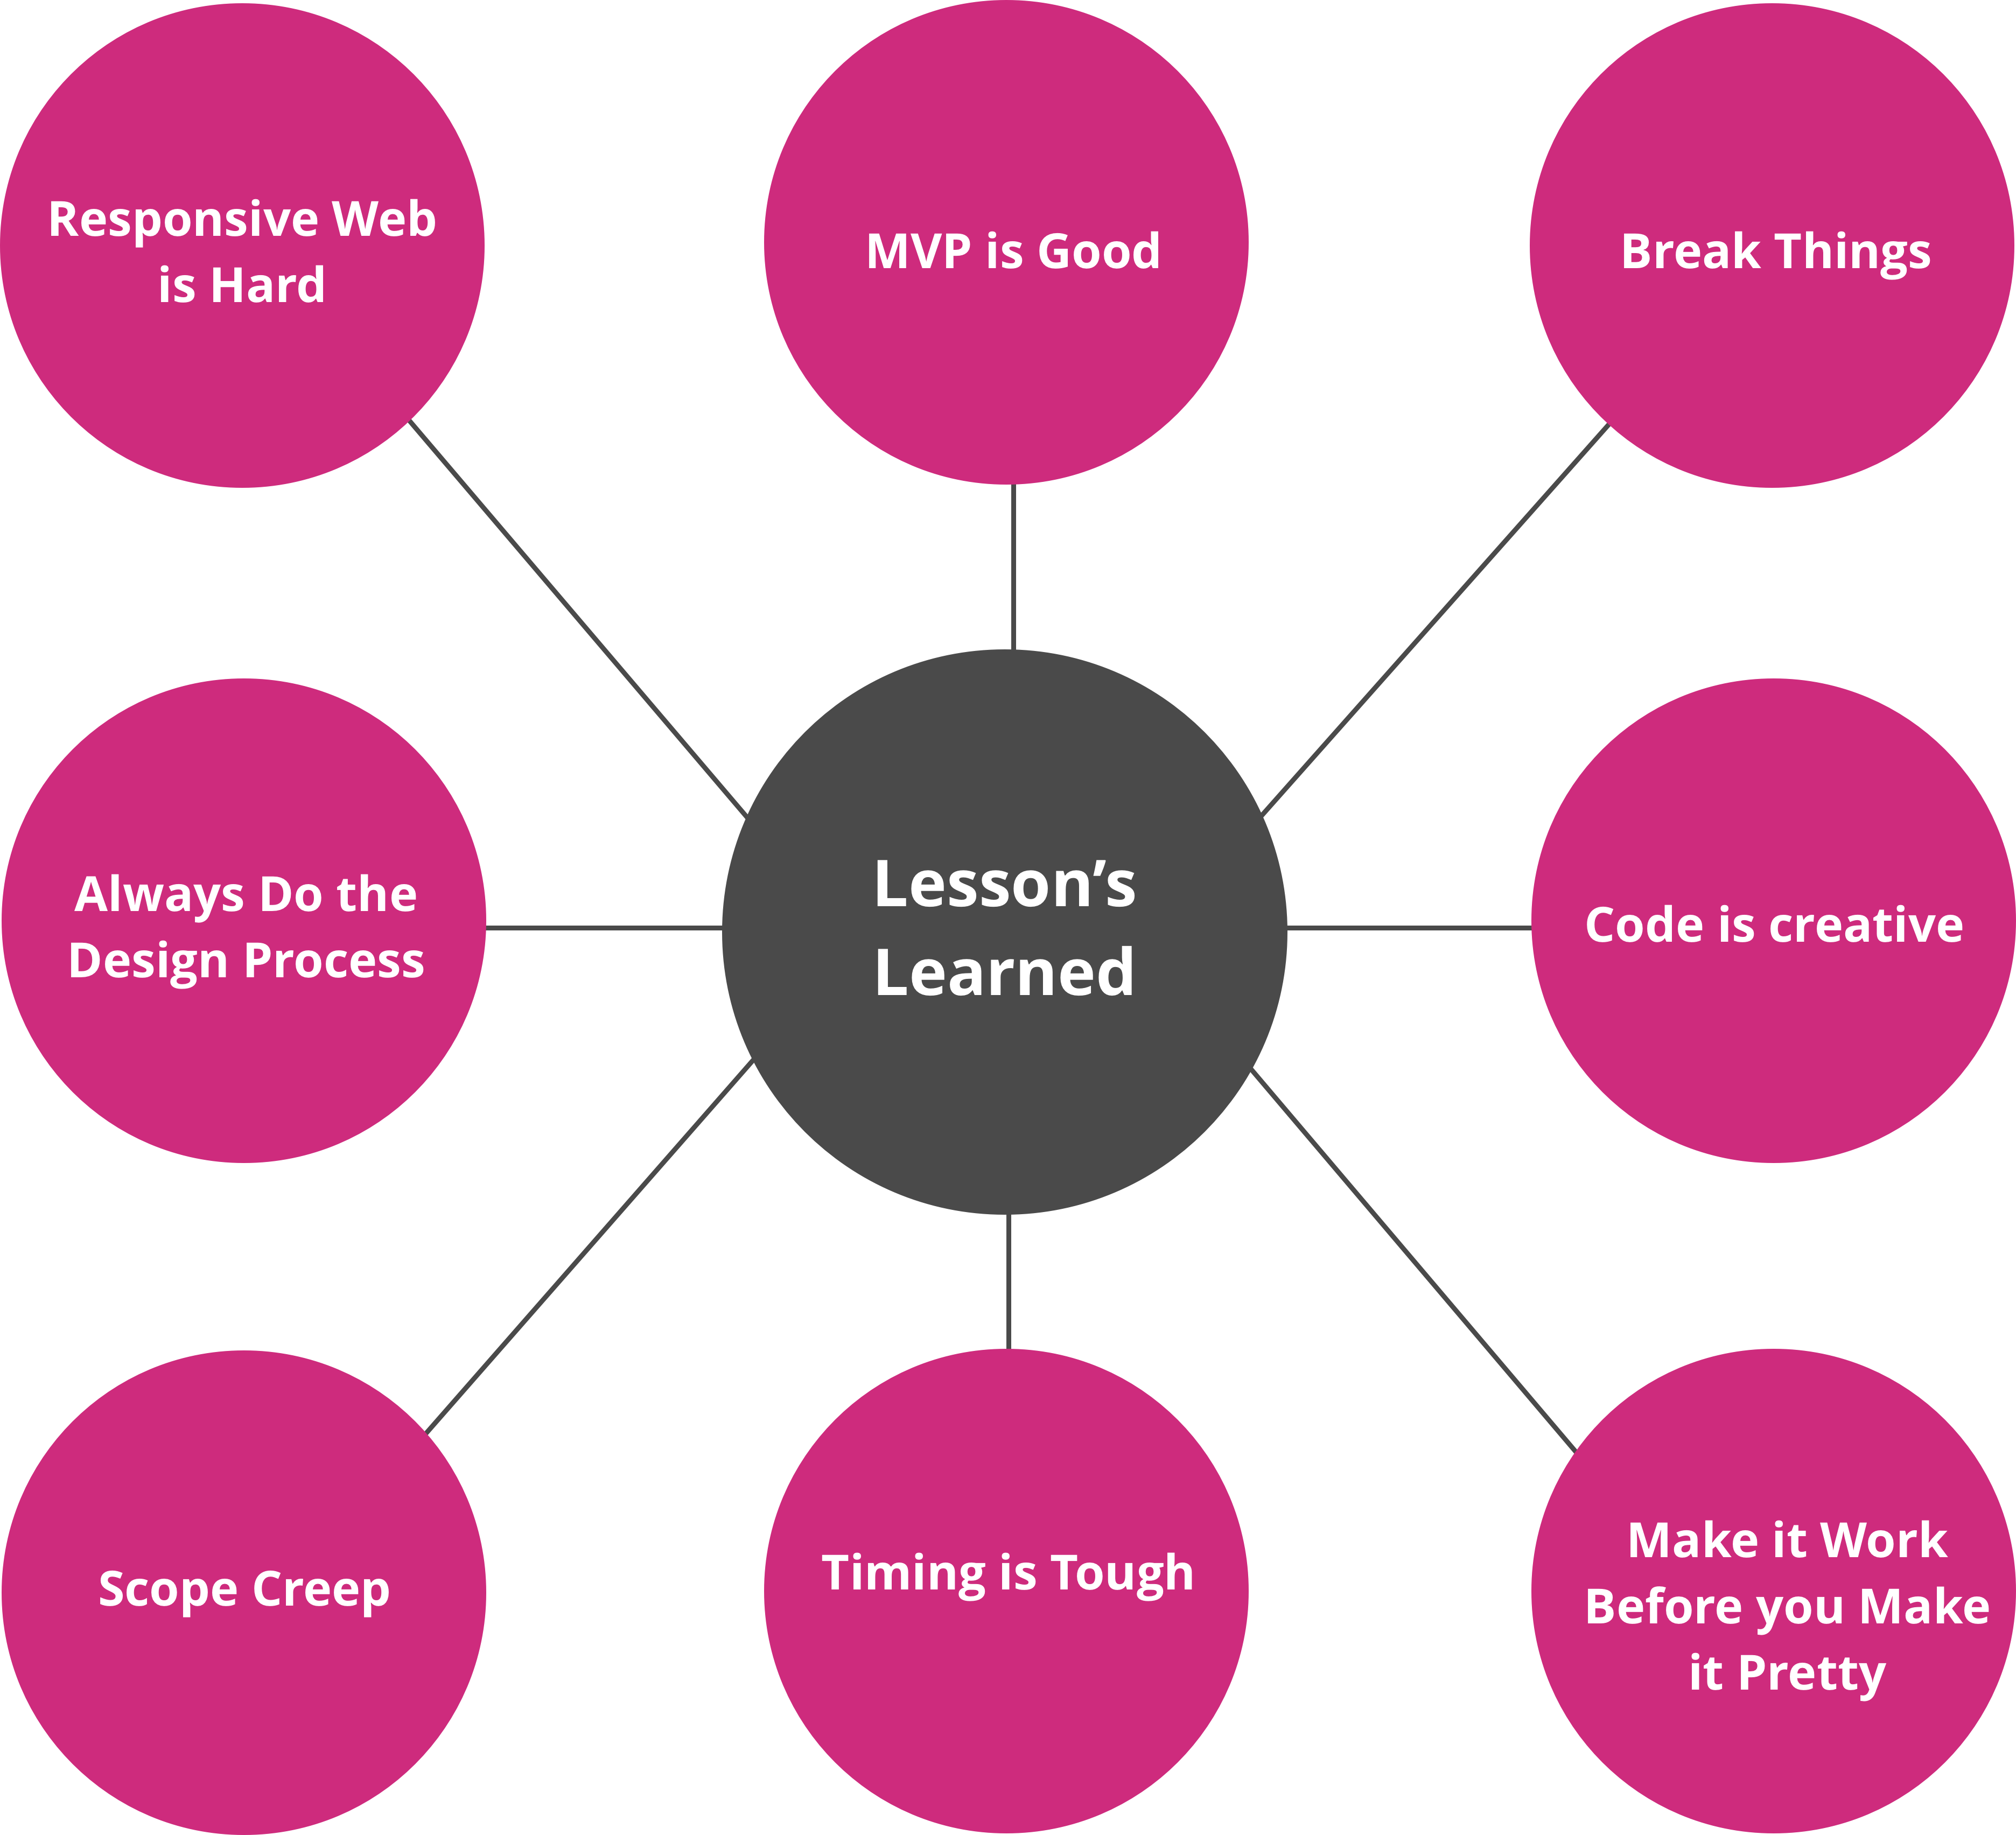 Responsive Web
is Hard
MVP is Good
Break Things
Always Do the
Design Process
Lesson’s
Learned
Code is creative
Scope Creep
Timing is Tough
Make it Work
Before you Make
it Pretty